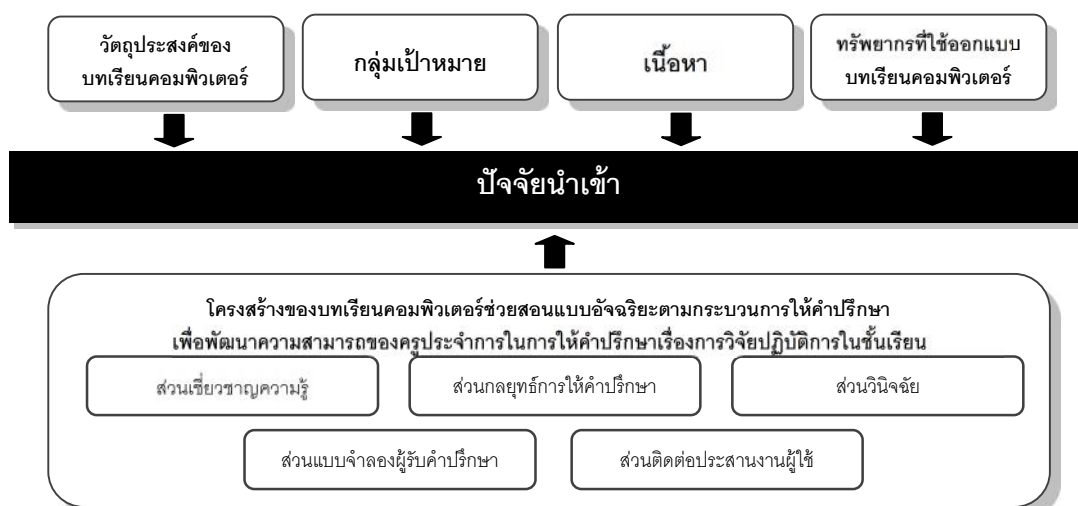 วัตถุประสงค์ของ
บทเรียนคอมพิวเตอร์
กลุ่มเป้าหมาย
เนื้อหา
ทรัพยากรที่ใช้ออกแบบ
บทเรียนคอมพิวเตอร์
ปัจจัยนำเข้า
โครงสร้างของบทเรียนคอมพิวเตอร์ช่วยสอนแบบอัจฉริยะตามกระบวนการให้คำปรึกษา
เพื่อพัฒนาความสามารถของครูประจำการในการให้คำปรึกษาเรื่องการวิจัยปฏิบัติการในชั้นเรียน
ส่วนเชี่ยวชาญความรู้
ส่วนกลยุทธ์การให้คำปรึกษา
ส่วนวินิจฉัย
ส่วนแบบจำลองผู้รับคำปรึกษา
ส่วนติดต่อประสานงานผู้ใช้